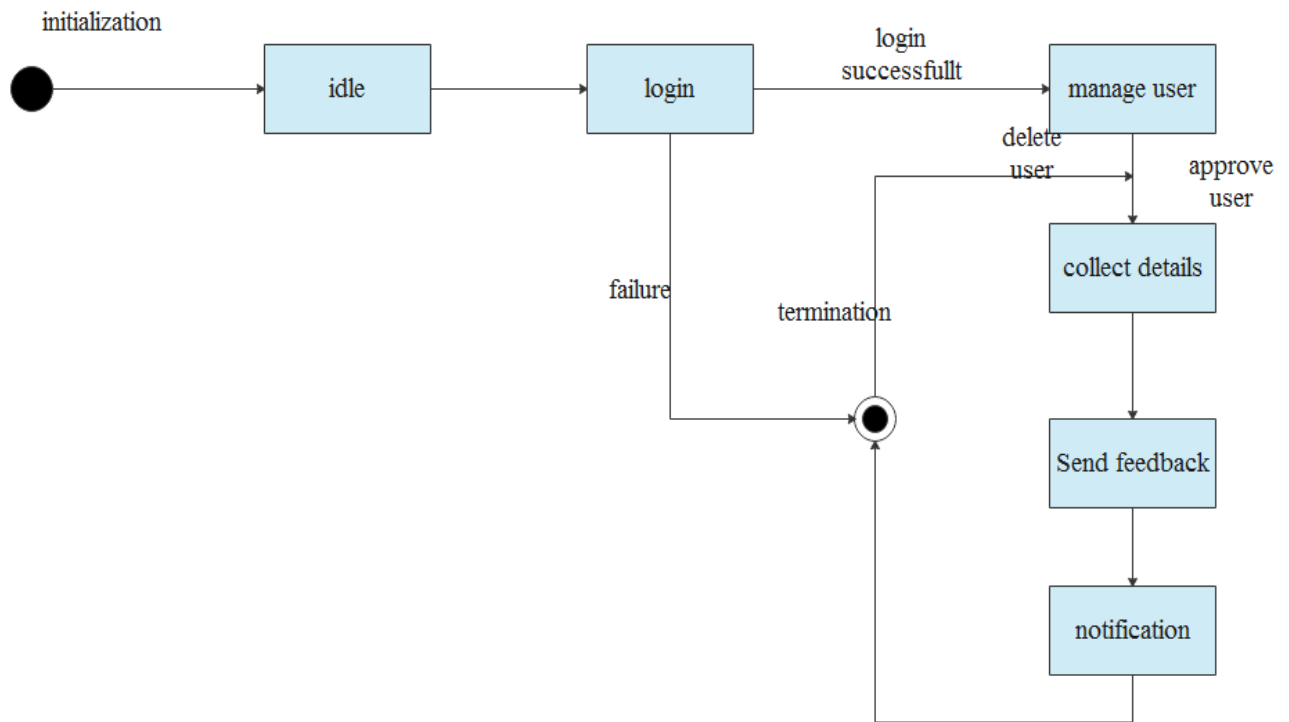 initialization
idle
login
login
successfullt
manage user
delete
user
approve
user
collect details
failure
termination
Send feedback
notification